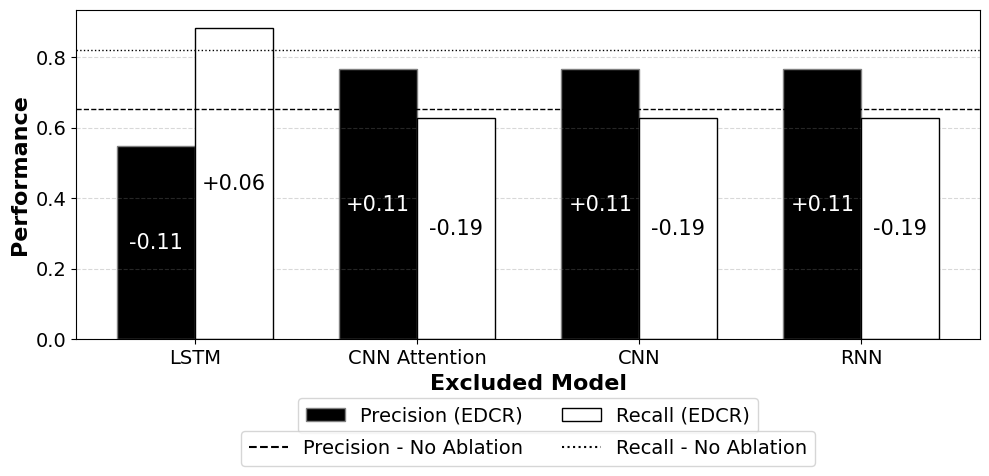 Performance
0.8
0.6
0.4
0.2
0.0
-0.11
+0.06
+0.11
-0.19
+0.11
-0.19
+0.11
-0.19
LSTM
CNN Attention
CNN
RNN
Excluded Model
Precision (EDCR)
Recall (EDCR)
Precision - No Ablation
Recall - No Ablation